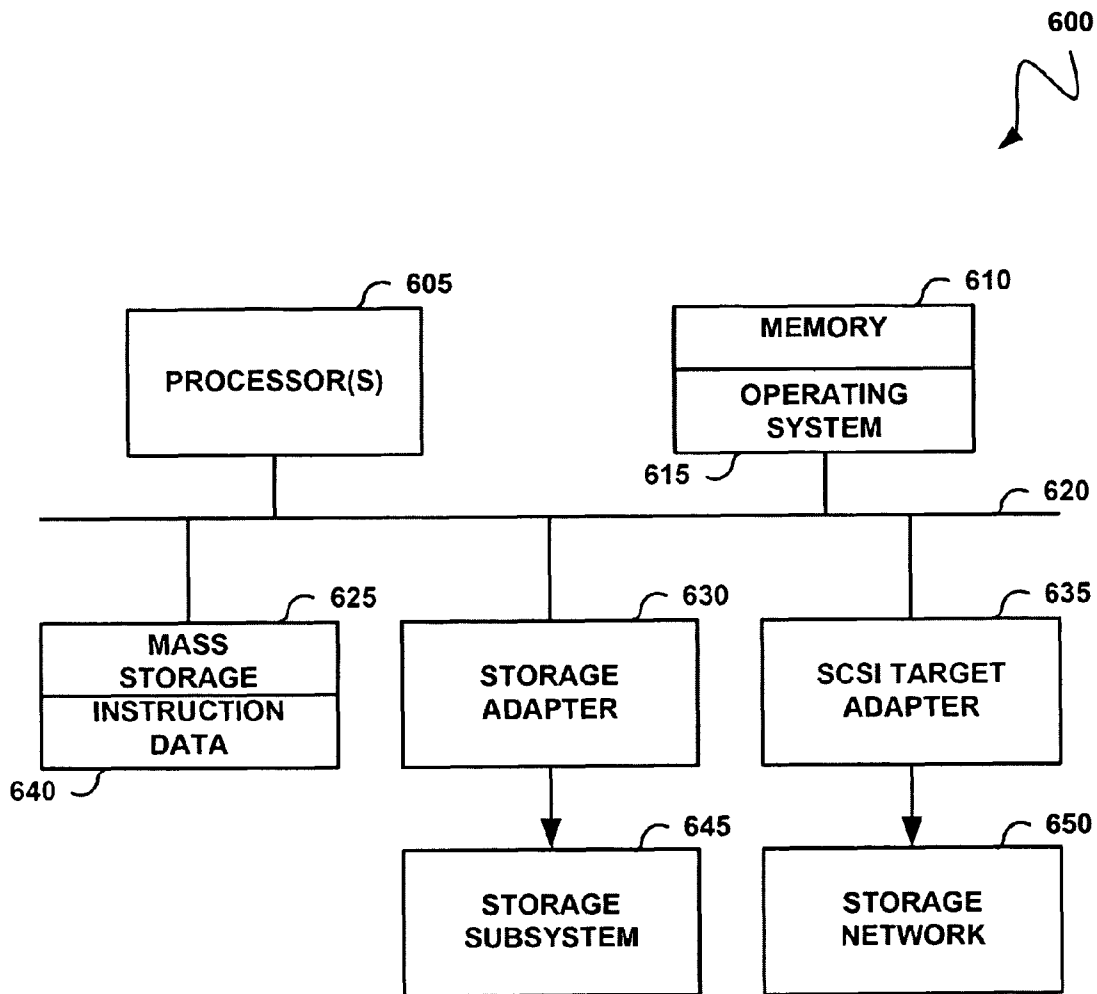 600
605
610
PROCESSOR(S)
MEMORY
OPERATING
SYSTEM
615
620
625
630
635
MASS
STORAGE
INSTRUCTION
DATA
640
STORAGE
ADAPTER
SCSI TARGET
ADAPTER
645
650
STORAGE
SUBSYSTEM
STORAGE
NETWORK